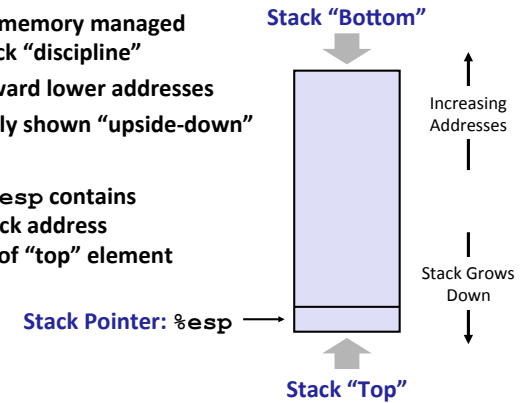 memory managed
ck “discipline”
ward lower addresses
ly shown “upside-down”
esp contains
ck address
of “top” element
Stack Pointer: %esp
Stack “Bottom”
Increasing
Addresses
Stack Grows
Down
Stack “Top”